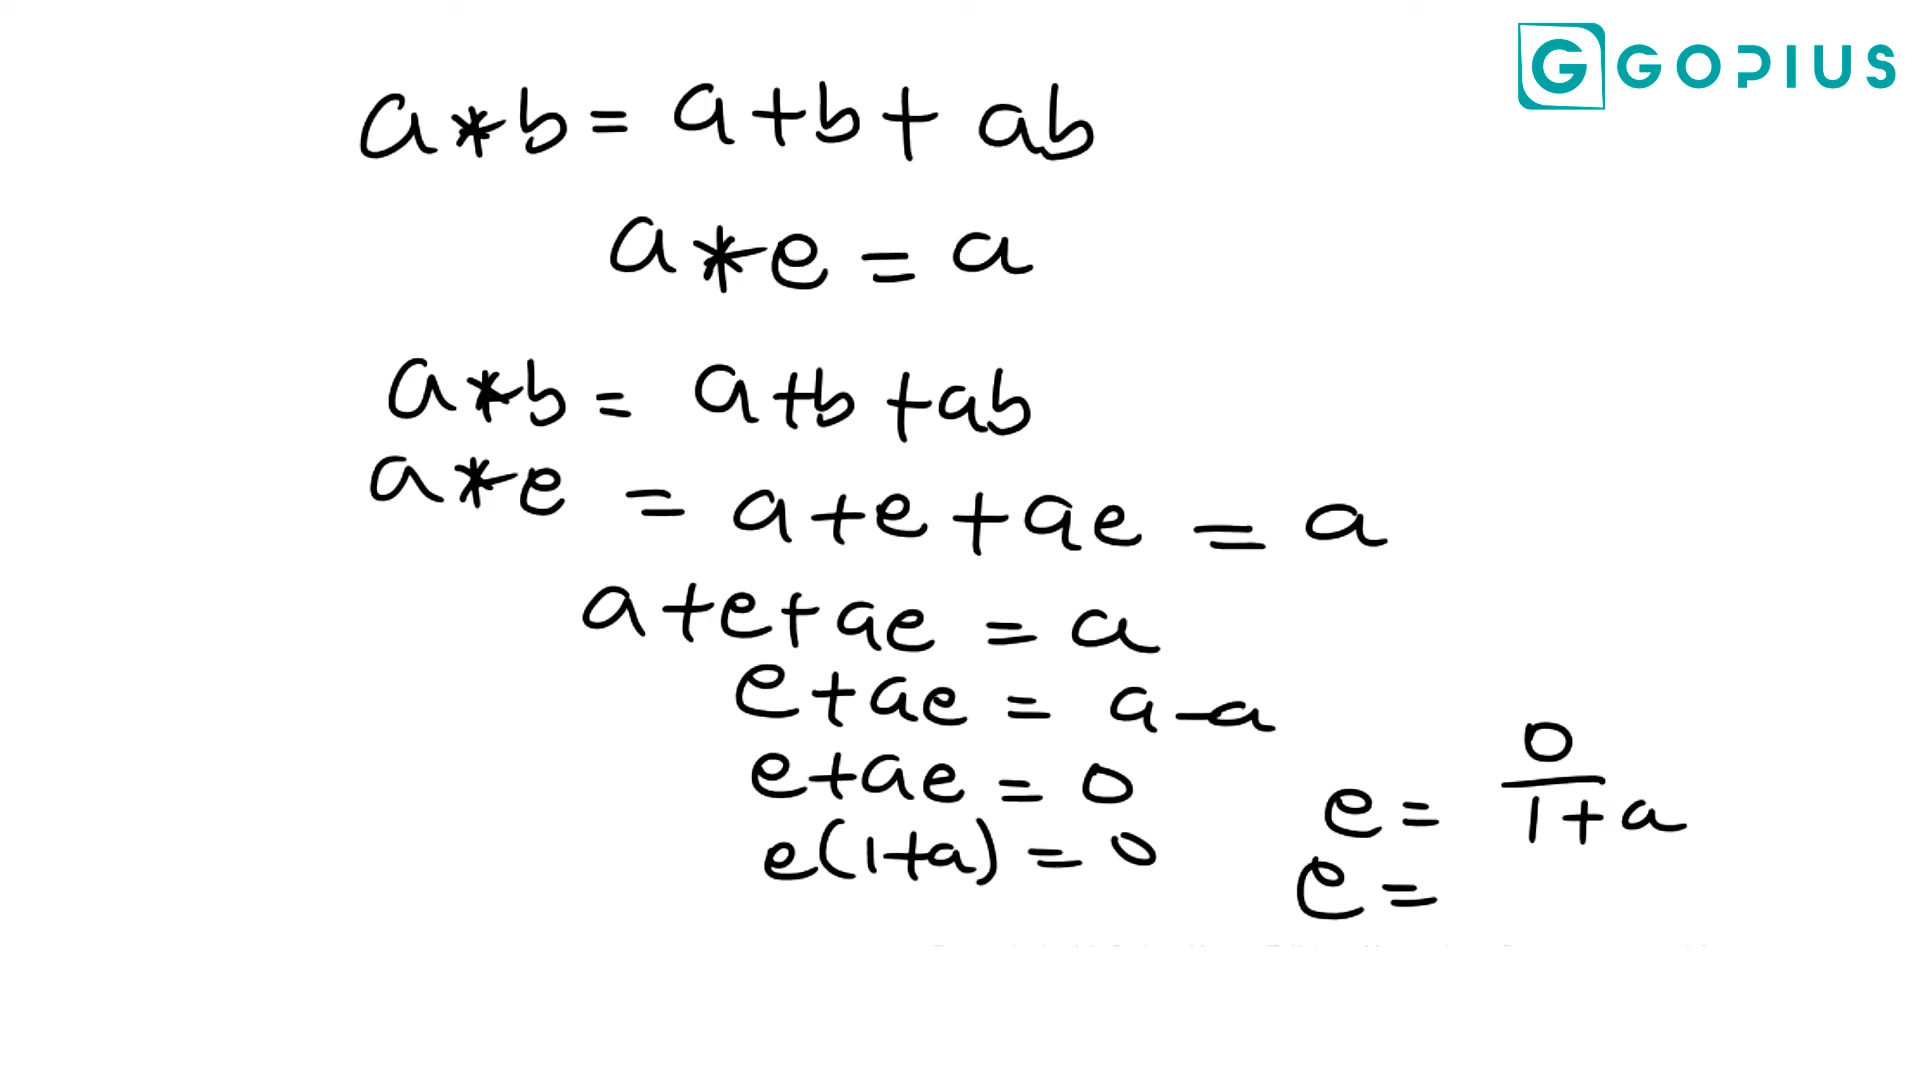 GOPIUS
a*b = a+b+ab
a*e = a
a*b = a+b+ab
a*e = a+e+ae = a
a+e+ae = a
e+ae = a-a
e+ae = 0
e(1+a) = 0
e = 0/(1+a)
e =